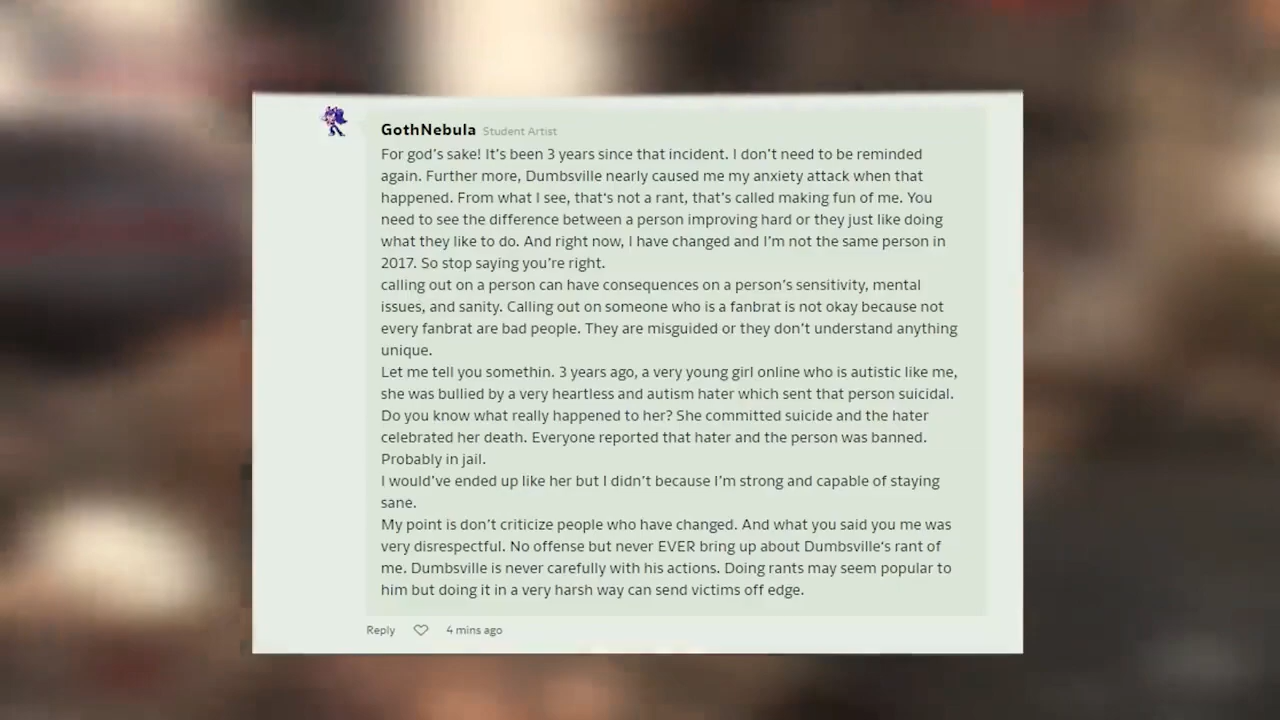 GothNebula Student Artist
For god's sake! It's been 3 years since that incident. I don't need to be reminded
again. Further more, Dumbsville nearly caused me my anxiety attack when that
happened. From what I see, that's not a rant, that's called making fun of me. You
need to see the difference between a person improving hard or they just like doing
what they like to do. And right now, I have changed and I'm not the same person in
2017. So stop saying you're right.
calling out on a person can have consequences on a person's sensitivity, mental
issues, and sanity. Calling out on someone who is a fanbrat is not okay because not
every fanbrat are bad people. They are misguided or they don't understand anything
unique.
Let me tell you somethin. 3 years ago, a very young girl online who is autistic like me,
she was bullied by a very heartless and autism hater which sent that person suicidal.
Do you know what really happened to her? She committed suicide and the hater
celebrated her death. Everyone reported that hater and the person was banned.
Probably in jail.
I would've ended up like her but I didn't because I'm strong and capable of staying
sane.
My point is don't criticize people who have changed. And what you said you me was
very disrespectful. No offense but never EVER bring up about Dumbsville's rant of
me. Dumbsville is never carefully with his actions. Doing rants may seem popular to
him but doing it in a very harsh way can send victims off edge.
Reply 4 mins ago